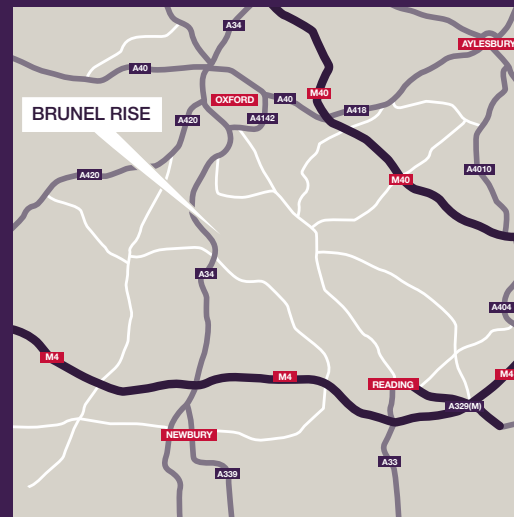 A34
AYLESBURY
A40
M40
OXFORD
A40
A418
BRUNEL RISE
A420
A4142
A4010
A420
M40
A34
A404
M4
M4
READING
M4
A329(M)
NEWBURY
A33
A339